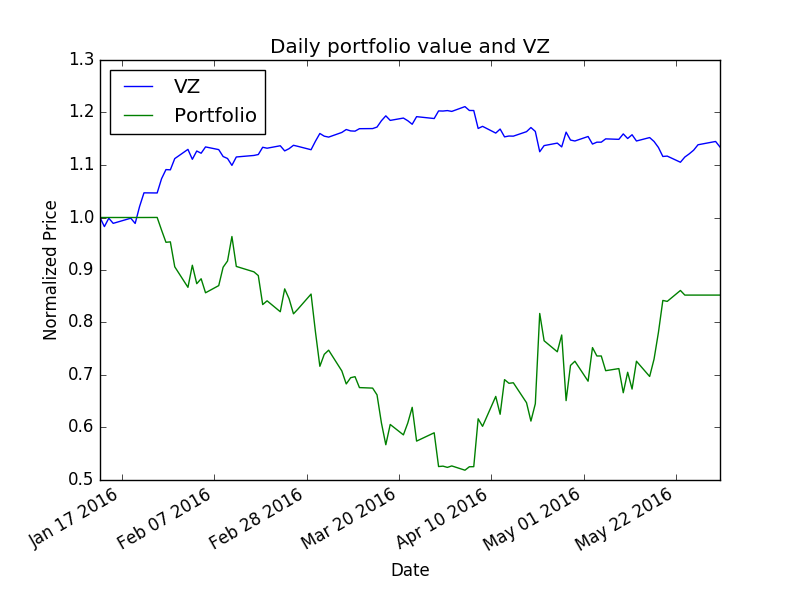 Daily portfolio value and VZ
1.3
1.2
1.1
1.0
0.9
0.8
0.7
0.6
0.5
VZ
Portfolio
Normalized Price
Jan 17 2016
Feb 07 2016
Feb 28 2016
Mar 20 2016
Apr 10 2016
May 01 2016
May 22 2016
Date